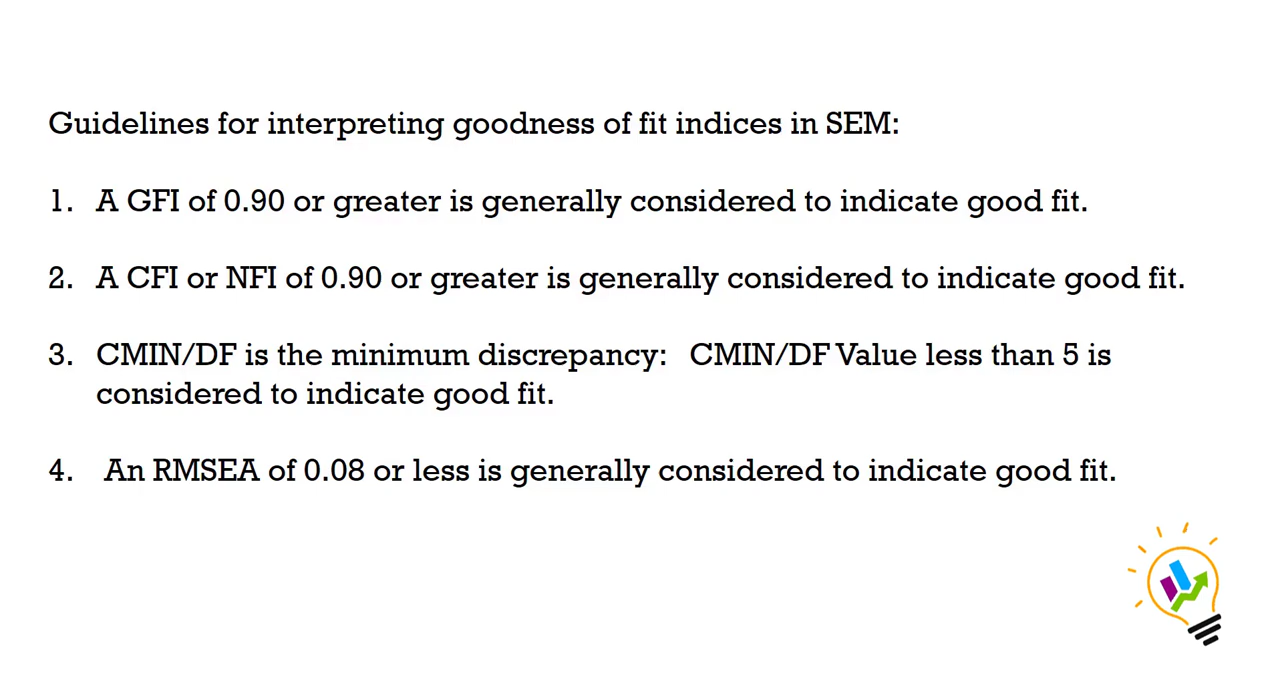 Guidelines for interpreting goodness of fit indices in SEM:
1. A GFI of 0.90 or greater is generally considered to indicate good fit.
2. A CFI or NFI of 0.90 or greater is generally considered to indicate good fit.
3. CMIN/DF is the minimum discrepancy: CMIN/DF Value less than 5 is
considered to indicate good fit.
4. An RMSEA of 0.08 or less is generally considered to indicate good fit.